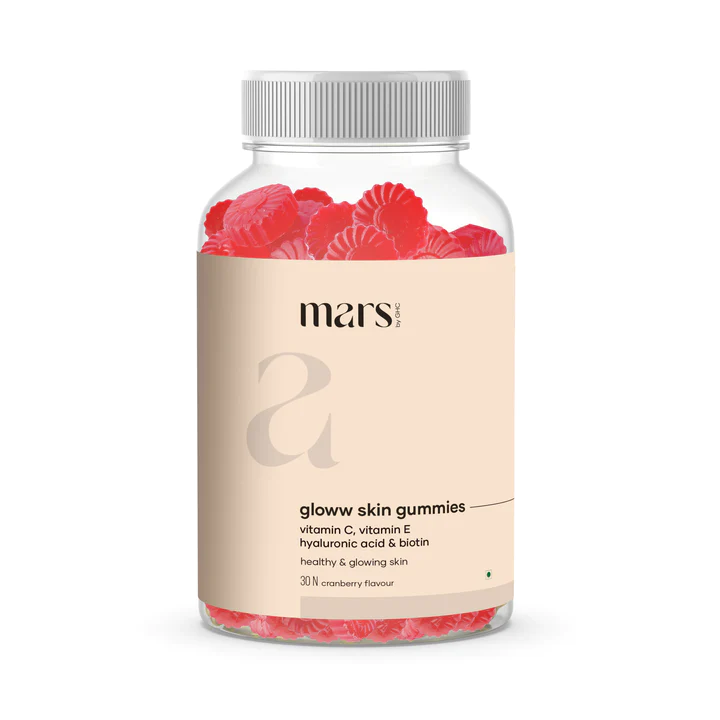 mars
by GHC
a
gloww skin gummies
vitamin C, vitamin E
hyaluronic acid & biotin
healthy & glowing skin
30 N cranberry flavour